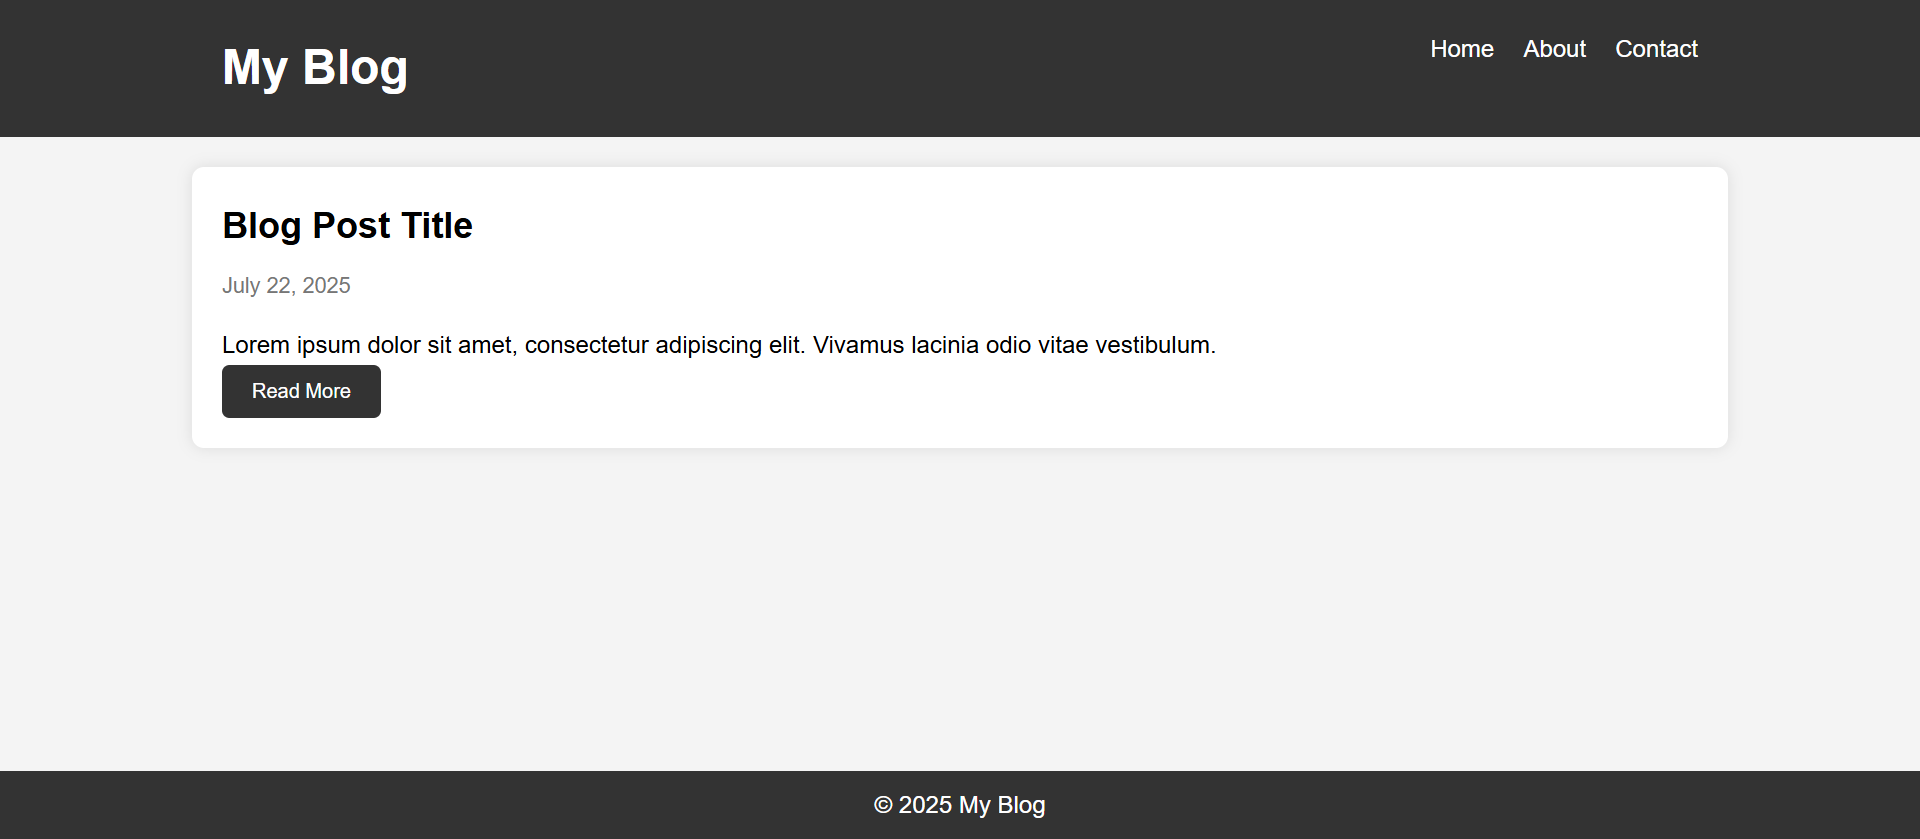 My Blog
Home About Contact
Blog Post Title
July 22, 2025
Lorem ipsum dolor sit amet, consectetur adipiscing elit. Vivamus lacinia odio vitae vestibulum.
Read More
© 2025 My Blog